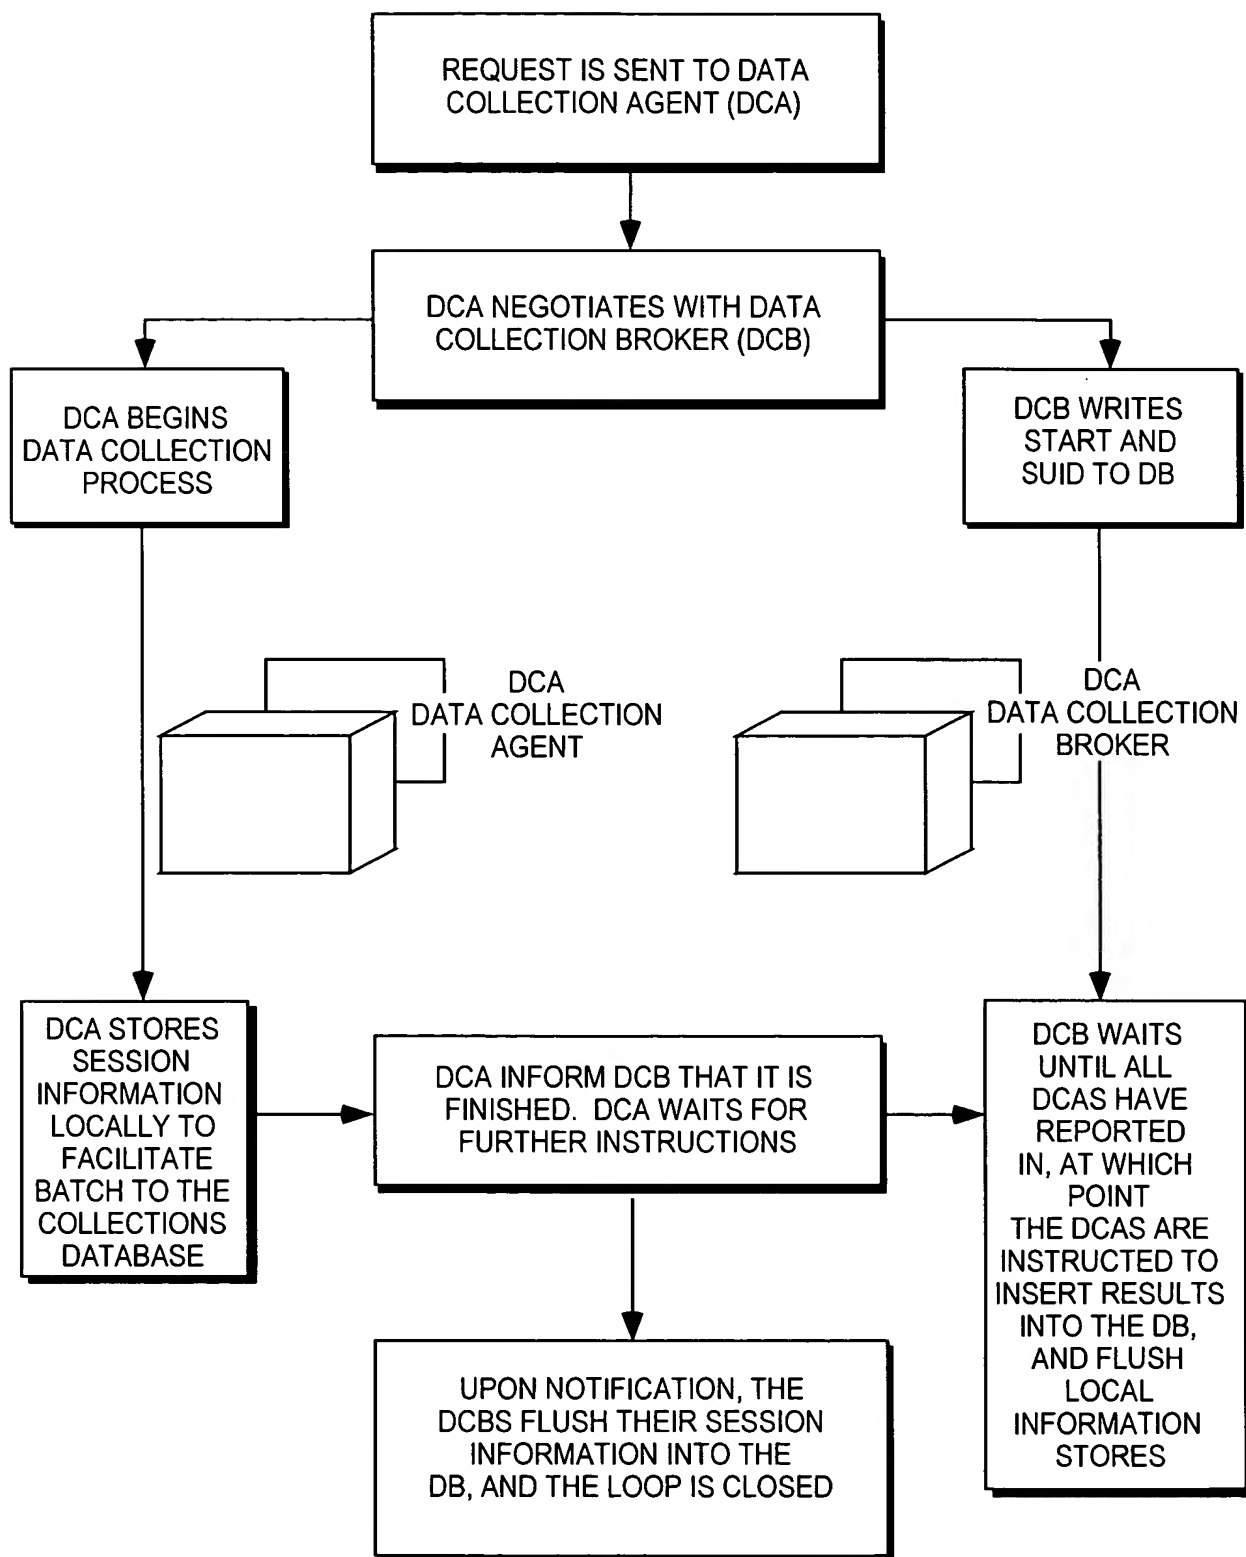 REQUEST IS SENT TO DATA
COLLECTION AGENT (DCA)
DCA NEGOTIATES WITH DATA
COLLECTION BROKER (DCB)
DCA BEGINS
DATA COLLECTION
PROCESS
DCB WRITES
START AND
SUID TO DB
DCA
DATA COLLECTION
AGENT
DCA
DATA COLLECTION
BROKER
DCA STORES
SESSION
INFORMATION
LOCALLY TO
FACILITATE
BATCH TO THE
COLLECTIONS
DATABASE
DCA INFORM DCB THAT IT IS
FINISHED. DCA WAITS FOR
FURTHER INSTRUCTIONS
DCB WAITS
UNTIL ALL
DCAS HAVE
REPORTED
IN, AT WHICH
POINT
THE DCAS ARE
INSTRUCTED TO
INSERT RESULTS
INTO THE DB,
AND FLUSH
LOCAL
INFORMATION
STORES
UPON NOTIFICATION, THE
DCBS FLUSH THEIR SESSION
INFORMATION INTO THE
DB, AND THE LOOP IS CLOSED